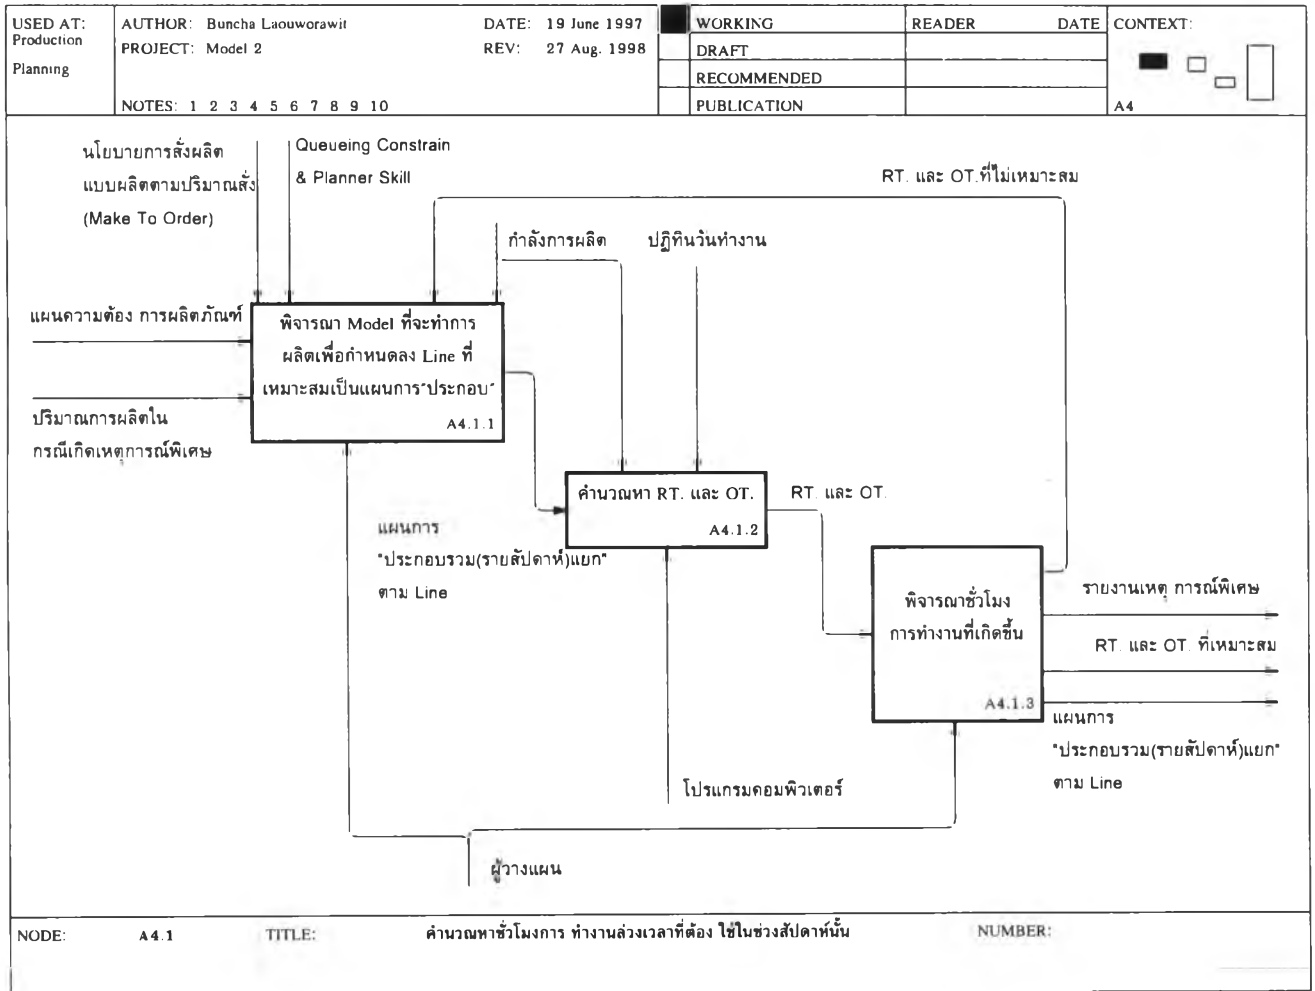 USED AT:
Production
Planning
AUTHOR: Buncha Laouworawit
PROJECT: Model 2
NOTES: 1 2 3 4 5 6 7 8 9 10
DATE: 19 June 1997
REV: 27 Aug. 1998
WORKING
DRAFT
RECOMMENDED
PUBLICATION
READER DATE
CONTEXT:
A4
นโยบายการสั่งผลิต
แบบผลิตตามปริมาณสั่ง
(Make To Order)
Queueing Constrain
& Planner Skill
RT. และ OT.ที่ไม่เหมาะสม
กำลังการผลิต
ปฏิทินวันทำงาน
แผนความต้อง การผลิตภัณฑ์
ปริมาณการผลิตใน
กรณีเกิดเหตุการณ์พิเศษ
พิจารณา Model ที่จะทำการ
ผลิตเพื่อกำหนดลง Line ที่
เหมาะสมเป็นแผนการ"ประกอบ"
A4.1.1
คำนวณหา RT. และ OT.
A4.1.2
RT. และ OT.
แผนการ
"ประกอบรวม(รายสัปดาห์)แยก"
ตาม Line
พิจารณาชั่วโมง
การทำงานที่เกิดขึ้น
A4.1.3
รายงานเหตุ การณ์พิเศษ
RT. และ OT. ที่เหมาะสม
แผนการ
"ประกอบรวม(รายสัปดาห์)แยก"
ตาม Line
โปรแกรมคอมพิวเตอร์
ผู้วางแผน
NODE: A4.1
TITLE: คำนวณหาชั่วโมงการ ทำงานล่วงเวลาที่ต้อง ใช้ในช่วงสัปดาห์นั้น
NUMBER: